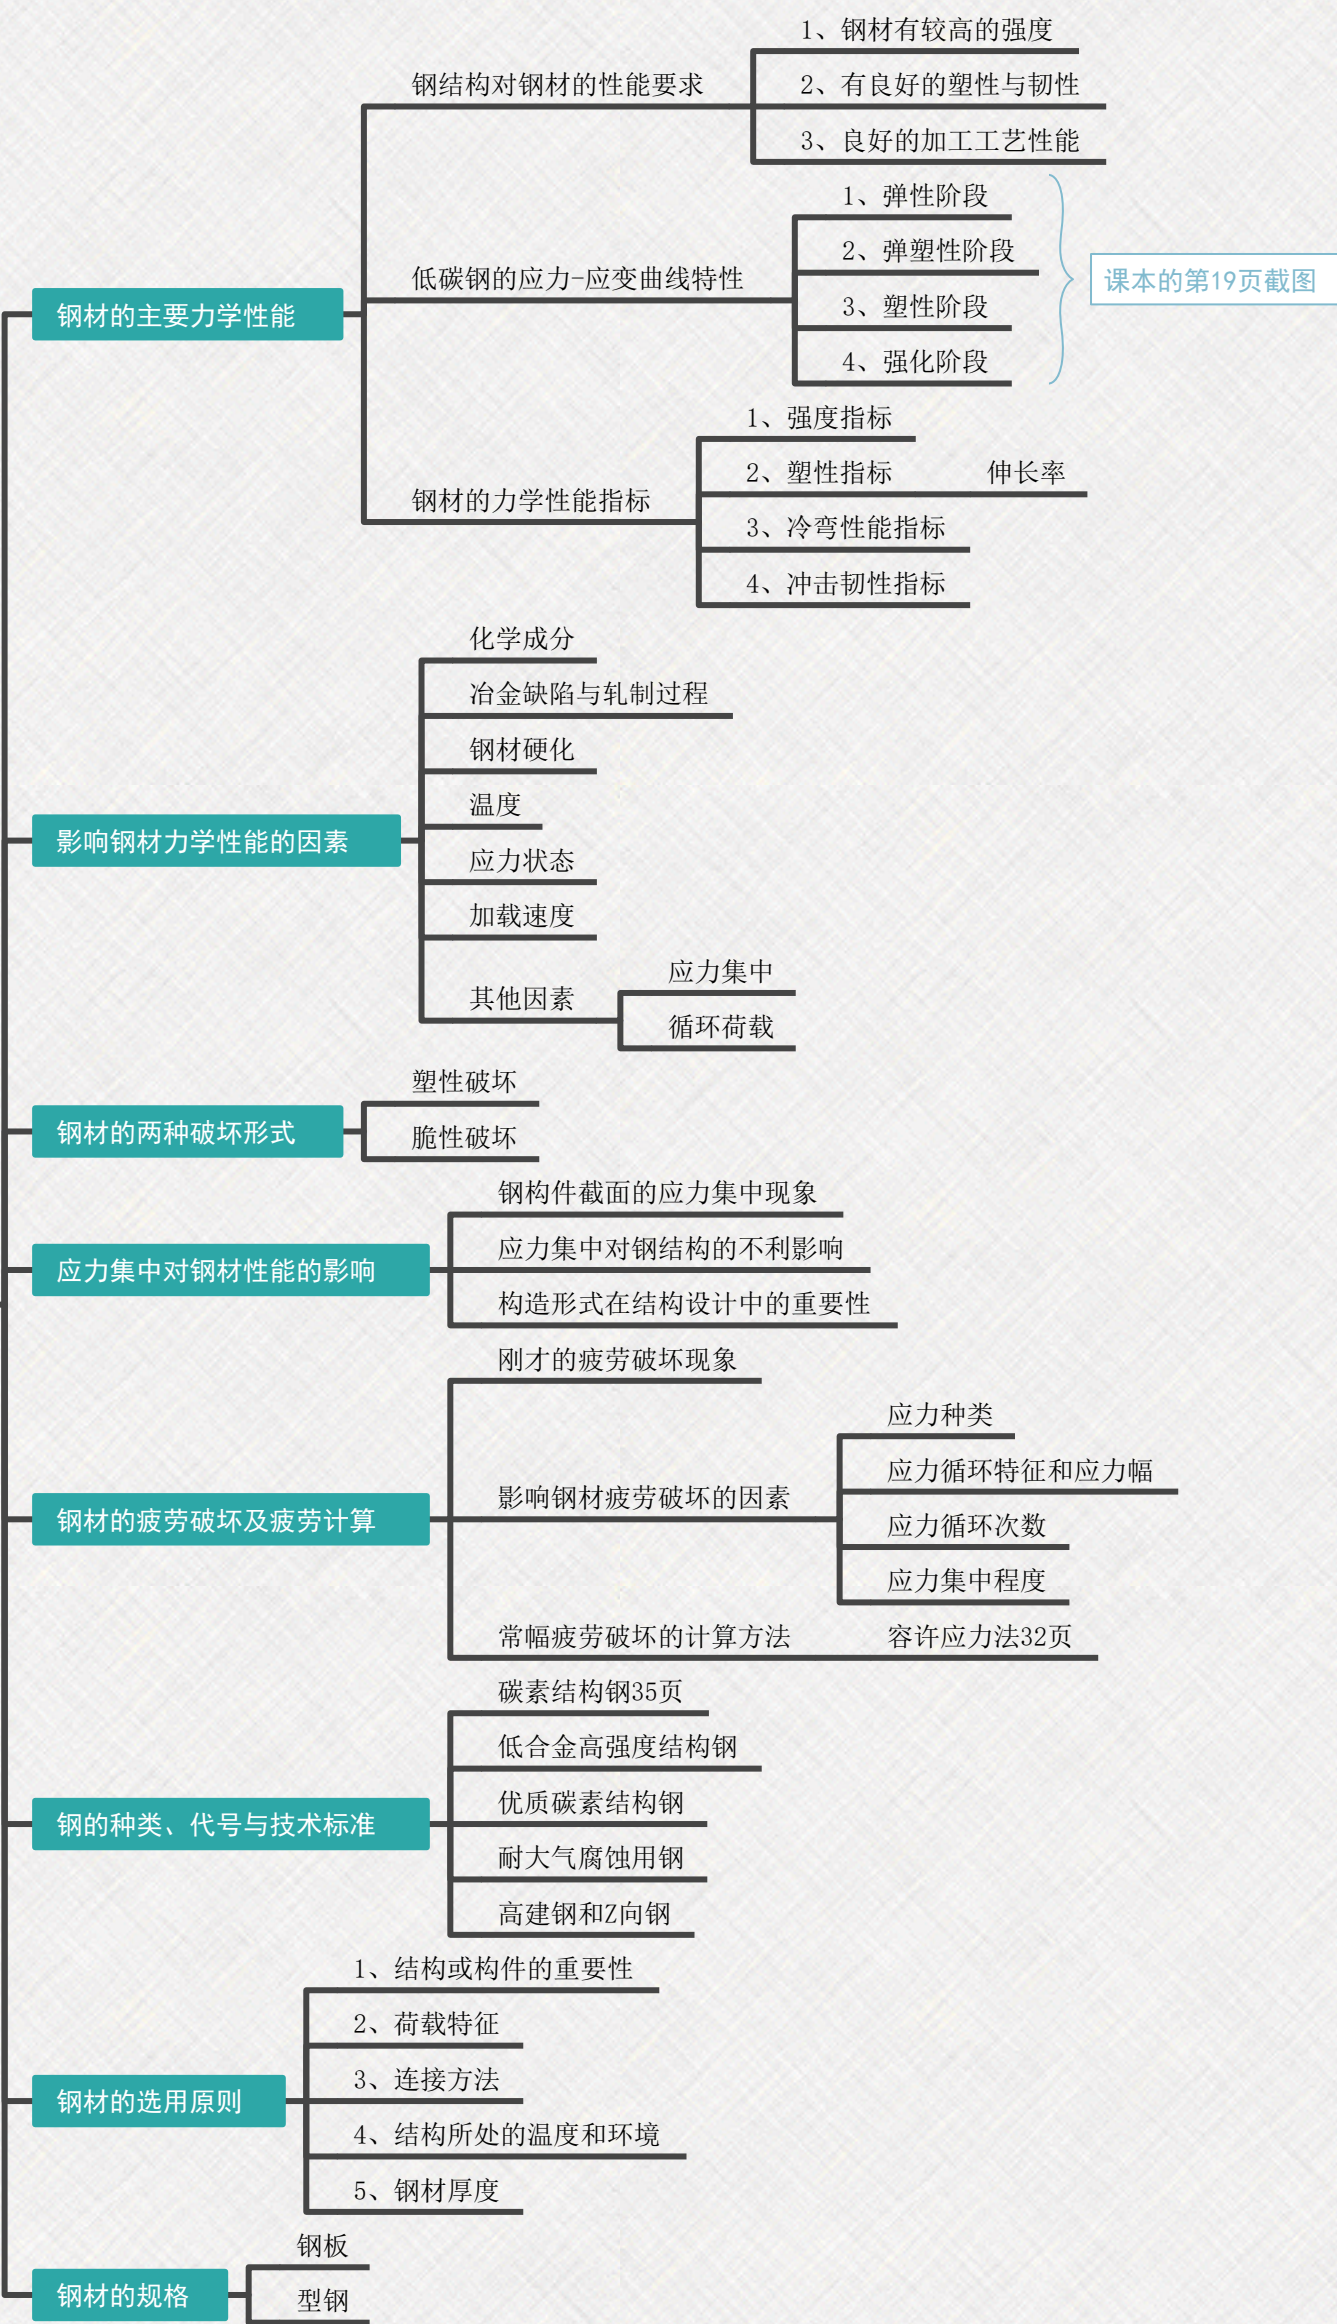 钢材的主要力学性能
钢结构对钢材的性能要求
1、钢材有较高的强度
2、有良好的塑性与韧性
3、良好的加工工艺性能
低碳钢的应力-应变曲线特性
1、弹性阶段
2、弹塑性阶段
3、塑性阶段
4、强化阶段
课本的第19页截图
钢材的力学性能指标
1、强度指标
2、塑性指标
伸长率
3、冷弯性能指标
4、冲击韧性指标
影响钢材力学性能的因素
化学成分
冶金缺陷与轧制过程
钢材硬化
温度
应力状态
加载速度
其他因素
应力集中
循环荷载
钢材的两种破坏形式
塑性破坏
脆性破坏
应力集中对钢材性能的影响
钢构件截面的应力集中现象
应力集中对钢结构的不利影响
构造形式在结构设计中的重要性
钢材的疲劳破坏及疲劳计算
刚才的疲劳破坏现象
影响钢材疲劳破坏的因素
应力种类
应力循环特征和应力幅
应力循环次数
应力集中程度
常幅疲劳破坏的计算方法
容许应力法32页
钢的种类、代号与技术标准
碳素结构钢35页
低合金高强度结构钢
优质碳素结构钢
耐大气腐蚀用钢
高建钢和Z向钢
钢材的选用原则
1、结构或构件的重要性
2、荷载特征
3、连接方法
4、结构所处的温度和环境
5、钢材厚度
钢材的规格
钢板
型钢